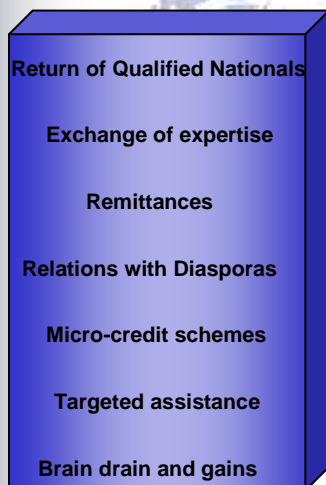 Return of Qualified Nationals
Exchange of expertise
Remittances
Relations with Diasporas
Micro-credit schemes
Targeted assistance
Brain drain and gains